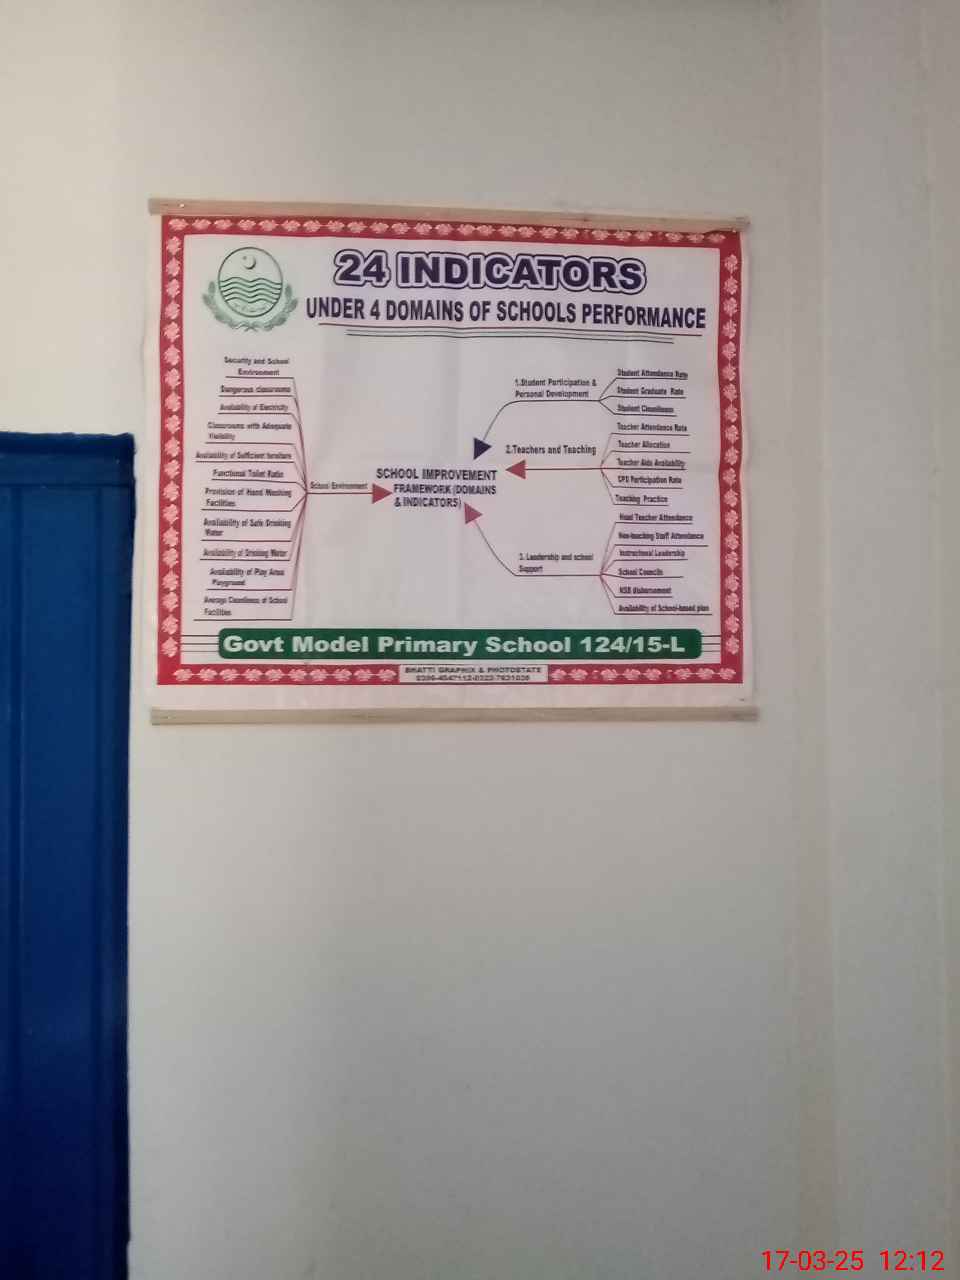 24 INDICATORS
UNDER 4 DOMAINS OF SCHOOLS PERFORMANCE
Security and School
Environment
Dangerous classrooms
Availability of Electricity
Classrooms with Adequate
Visibility
Availability of Sufficient furniture
Functional Toilet Ratio
Provision of Hand Washing
Facilities
Availability of Safe Drinking
Water
Availability of Drinking Water
Availability of Play Area
Playground
Average Cleanliness of School
Facilities
School Environment
SCHOOL IMPROVEMENT
FRAMEWORK (DOMAINS
& INDICATORS)
1.Student Participation &
Personal Development
Student Attendance Rate
Student Graduate Rate
Student Cleanliness
2.Teachers and Teaching
Teacher Attendance Rate
Teacher Allocation
Teacher Aids Availability
CPD Participation Rate
Teaching Practice
3. Leadership and school
Support
Head Teacher Attendance
Non-teaching Staff Attendance
Instructional Leadership
School Councils
NSB disbursement
Availability of School-based plan
Govt Model Primary School 124/15-L
BHATTI GRAPHIX & PHOTOSTATE
17-03-25 12:12